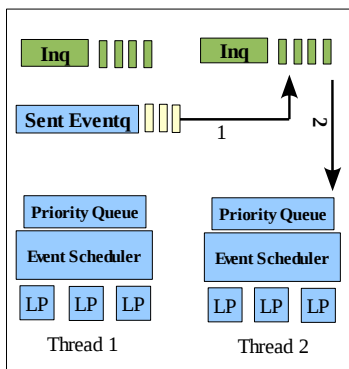 Inq
Inq
Sent Eventq
1
2
Priority Queue
Priority Queue
Event Scheduler
Event Scheduler
LP LP LP
LP LP LP
Thread 1
Thread 2